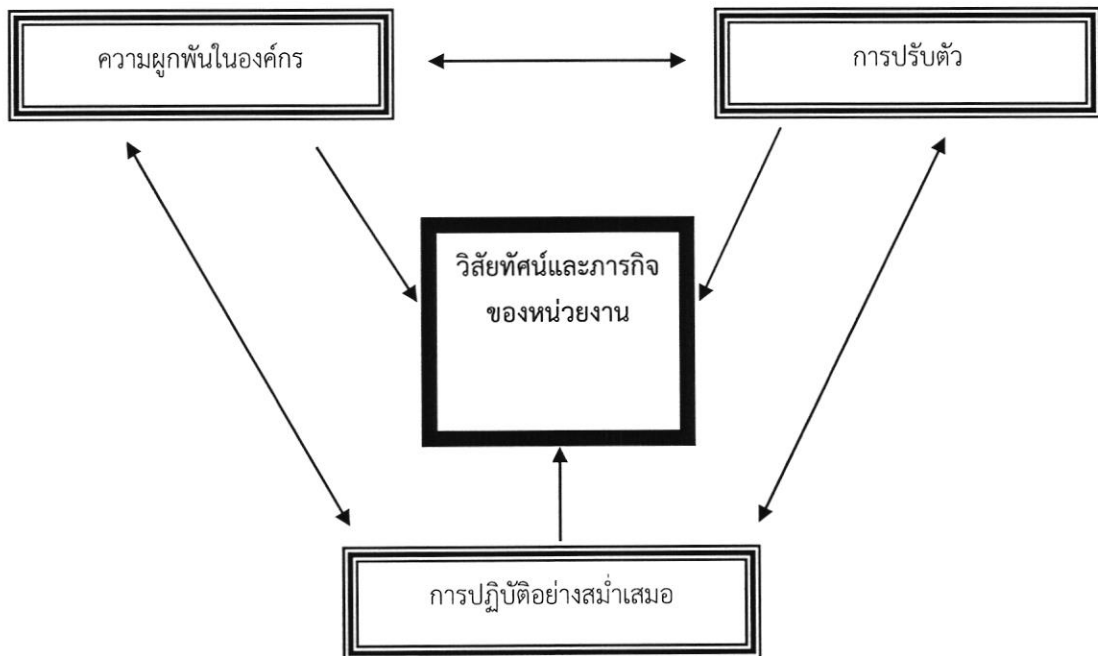 ความผูกพันในองค์กร
การปรับตัว
วิสัยทัศน์และภารกิจ
ของหน่วยงาน
การปฏิบัติอย่างสม่ำเสมอ